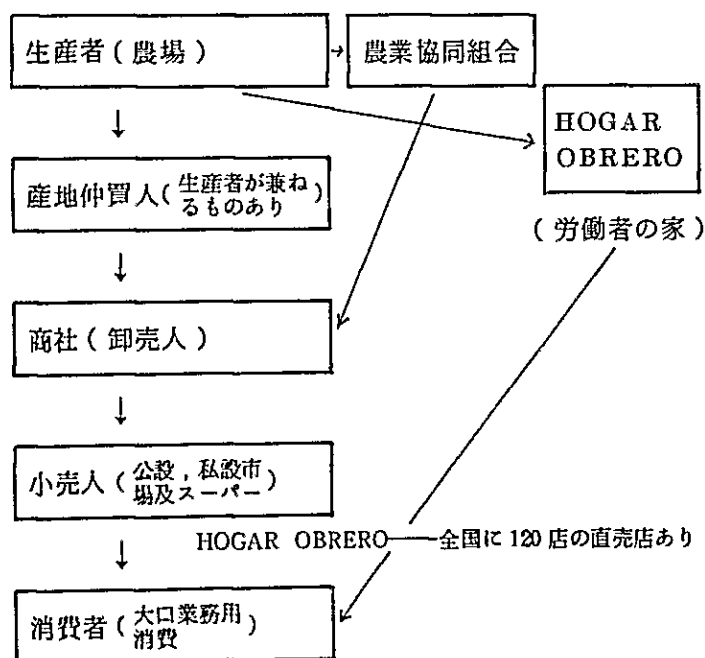 生産者(農場)
農業協同組合
HOGAR
OBRERO
(労働者の家)
産地仲買人(生産者が兼ね
るものあり)
商社(卸売人)
小売人(公設,私設市
場及スーパー)
HOGAR OBRERO——全国に120店の直売店あり
消費者(大口業務用
消費)